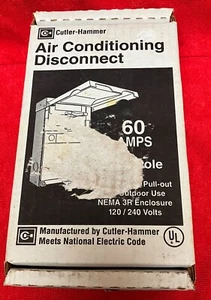 Cutler-Hammer
Air Conditioning
Disconnect
60
AMPS
Pull-out
Outdoor Use
NEMA 3R Enclosure
120/240 Volts
Manufactured by Cutler-Hammer
Meets National Electric Code
UL